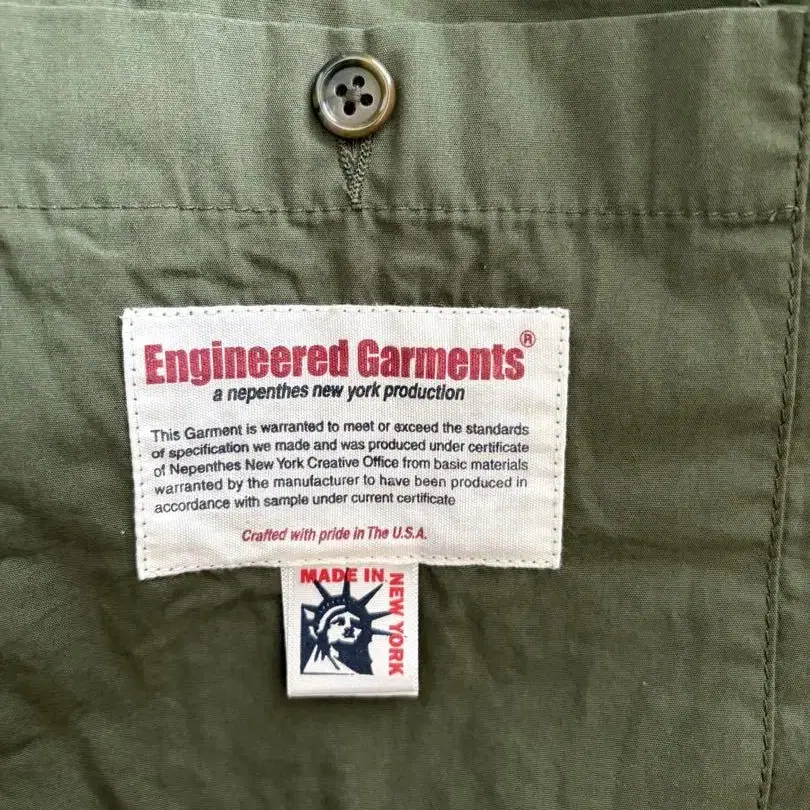 Engineered Garments®
a nepenthes new york production
This Garment is warranted to meet or exceed the standards
of specification we made and was produced under certificate
of Nepenthes New York Creative Office from basic materials
warranted by the manufacturer to have been produced in
accordance with sample under current certificate
Crafted with pride in The U.S.A.
MADE IN
NEW YORK